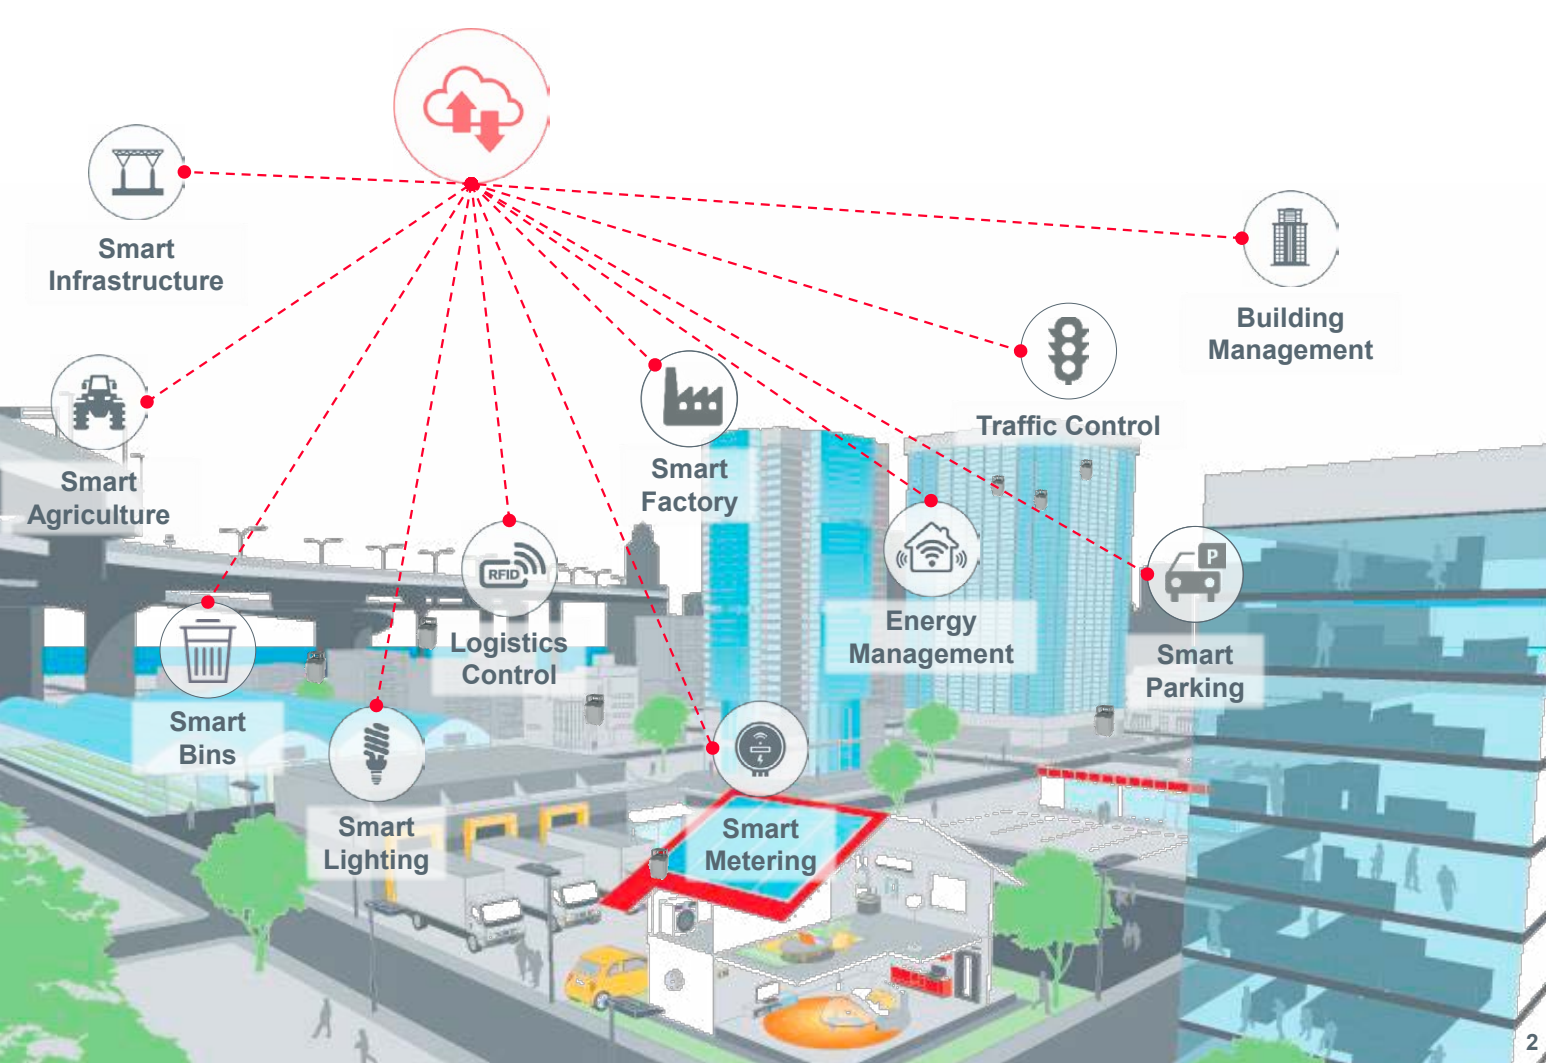 Smart
Infrastructure
Building
Management
Traffic Control
Smart
Agriculture
Smart
Factory
RFID
P
Logistics
Control
Energy
Management
Smart
Parking
Smart
Bins
Smart
Lighting
Smart
Metering
2